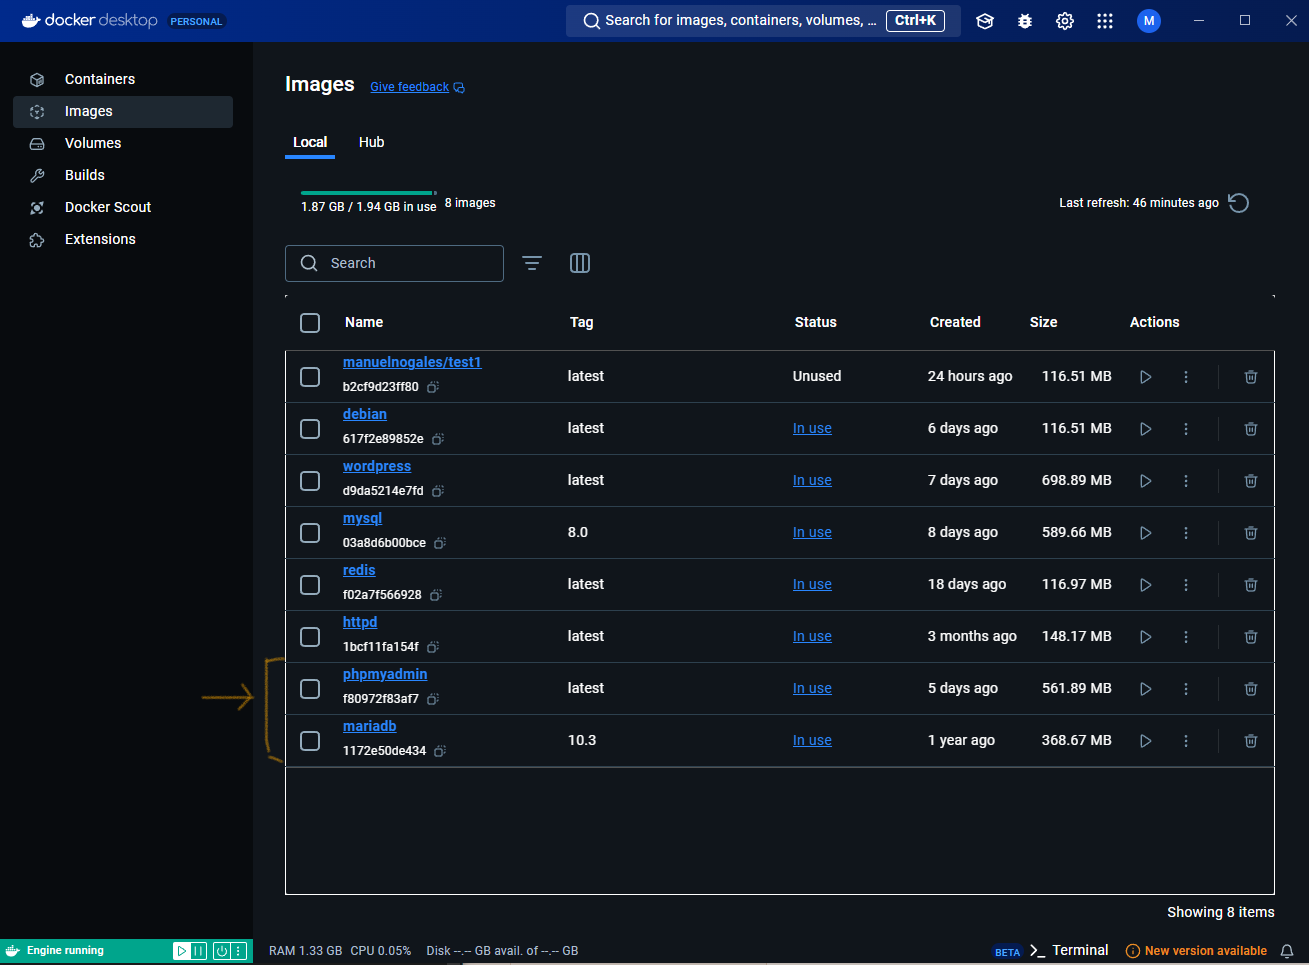 docker desktop PERSONAL
Search for images, containers, volumes, ... Ctrl+K
M
Containers
Images
Volumes
Builds
Docker Scout
Extensions
Images Give feedback
Local Hub
1.87 GB / 1.94 GB in use 8 images
Last refresh: 46 minutes ago
Search
Name Tag Status Created Size Actions
manuelnogales/test1
b2cf9d23ff80
latest Unused 24 hours ago 116.51 MB
debian
617f2e89852e
latest In use 6 days ago 116.51 MB
wordpress
d9da5214e7fd
latest In use 7 days ago 698.89 MB
mysql
03a8d6b00bce
8.0 In use 8 days ago 589.66 MB
redis
f02a7f566928
latest In use 18 days ago 116.97 MB
httpd
1bcf11fa154f
latest In use 3 months ago 148.17 MB
phpmyadmin
f80972f83af7
latest In use 5 days ago 561.89 MB
mariadb
1172e50de434
10.3 In use 1 year ago 368.67 MB
Showing 8 items
Engine running
RAM 1.33 GB CPU 0.05% Disk --.-- GB avail. of --.-- GB
BETA >_ Terminal New version available